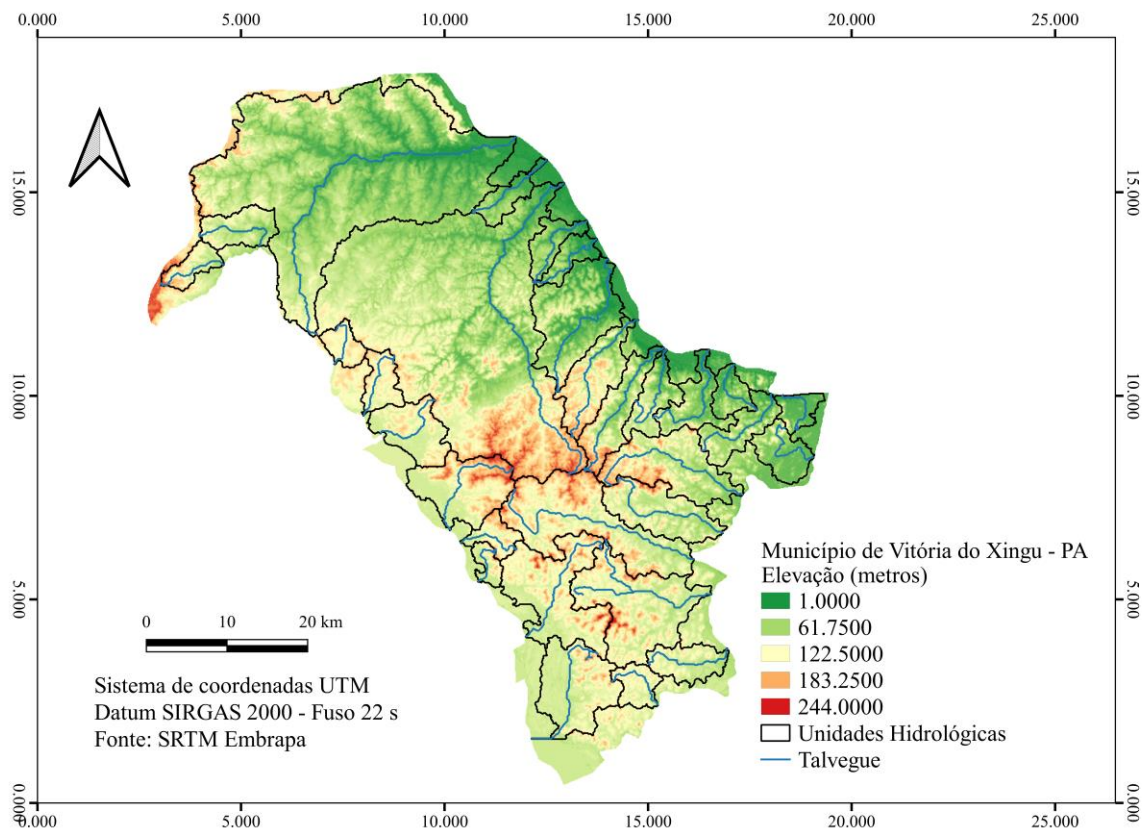 0.000 5.000 10.000 15.000 20.000 25.000
15.000 15.000
10.000 10.000
5.000 5.000
0.000 0.000
0 10 20 km
Sistema de coordenadas UTM
Datum SIRGAS 2000 - Fuso 22 s
Fonte: SRTM Embrapa
Município de Vitória do Xingu - PA
Elevação (metros)
1.0000
61.7500
122.5000
183.2500
244.0000
Unidades Hidrológicas
Talvegue
0.000 5.000 10.000 15.000 20.000 25.000